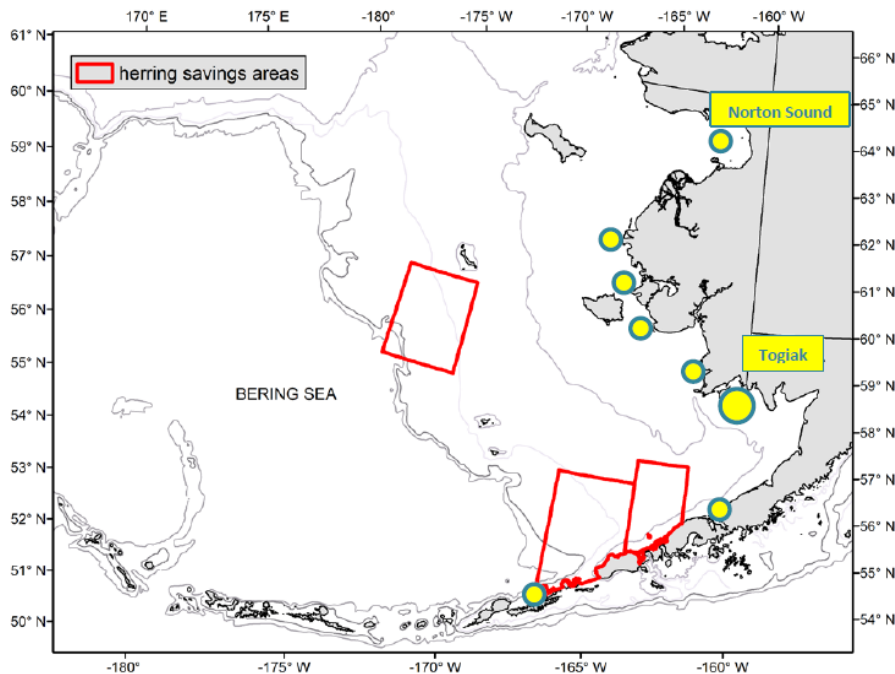 170° E 175° E -180° -175° W -170° W -165° W -160° W
61° N
60° N
59° N
58° N
57° N
56° N
55° N
54° N
53° N
52° N
51° N
50° N
herring savings areas
Norton Sound
Togiak
BERING SEA
66° N
65° N
64° N
63° N
62° N
61° N
60° N
59° N
58° N
57° N
56° N
55° N
54° N
-180° -175° W -170° W -165° W -160° W